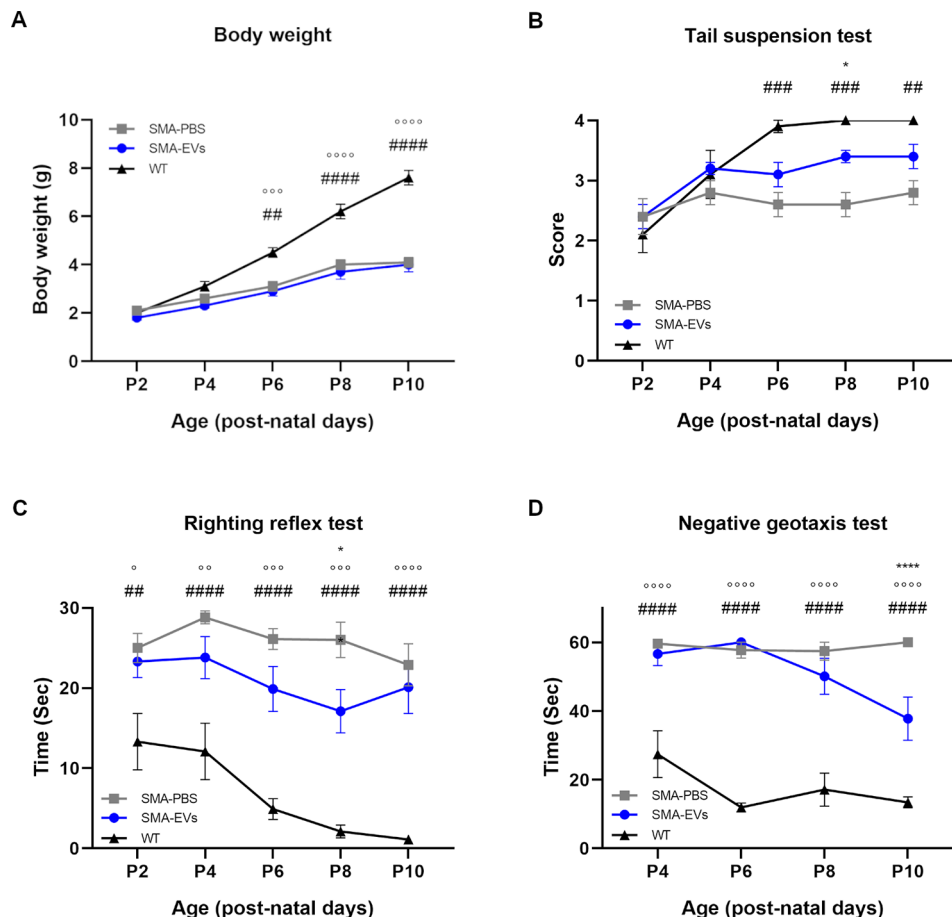 A
Body weight
SMA-PBS
SMA-EVs
WT
°°°
##
°°°°
####
°°°°
####
Body weight (g)
10
8
6
4
2
0
P2 P4 P6 P8 P10
Age (post-natal days)
B
Tail suspension test
*
### ### ##
Score
4
3
2
1
0
SMA-PBS
SMA-EVs
WT
P2 P4 P6 P8 P10
Age (post-natal days)
C
Righting reflex test
*
° °° °°° °°° °°°°
## #### #### #### ####
*
Time (Sec)
30
20
10
0
SMA-PBS
SMA-EVs
WT
P2 P4 P6 P8 P10
Age (post-natal days)
D
Negative geotaxis test
****
°°°° °°°° °°°° °°°°
#### #### #### ####
Time (Sec)
60
40
20
0
SMA-PBS
SMA-EVs
WT
P4 P6 P8 P10
Age (post-natal days)